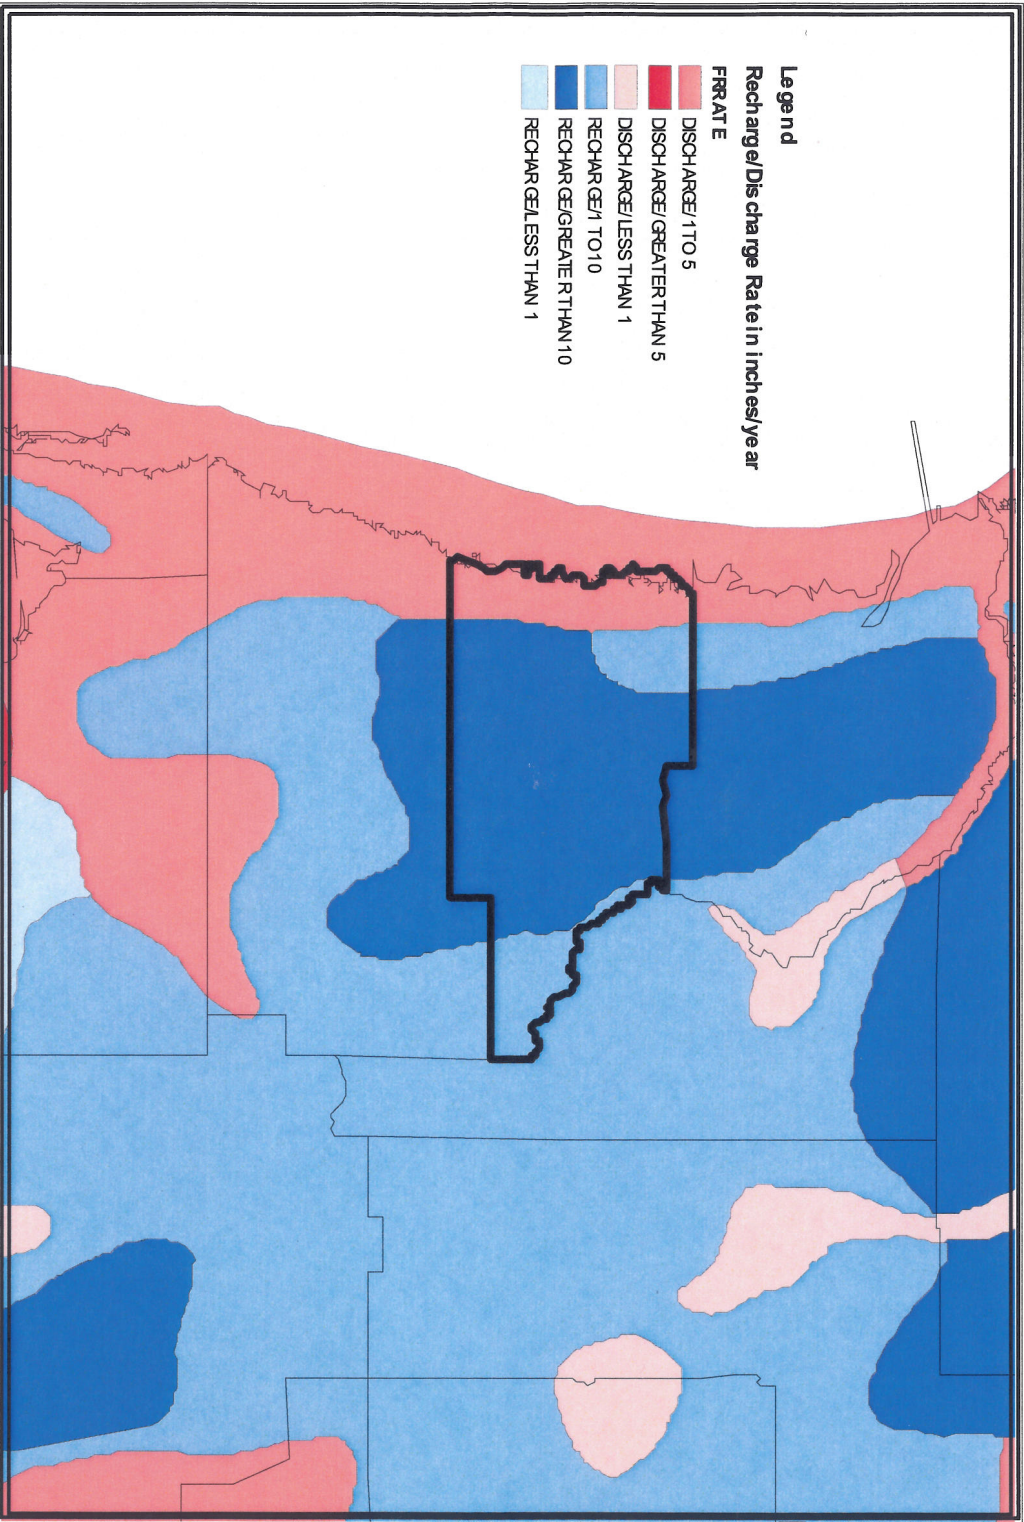 Legend
Recharge/Discharge Rate in inches/year
FRRATE
DISCHARGE/1 TO 5
DISCHARGE/GREATER THAN 5
DISCHARGE/LESS THAN 1
RECHARGE/1 TO 10
RECHARGE/GREATER THAN 10
RECHARGE/LESS THAN 1